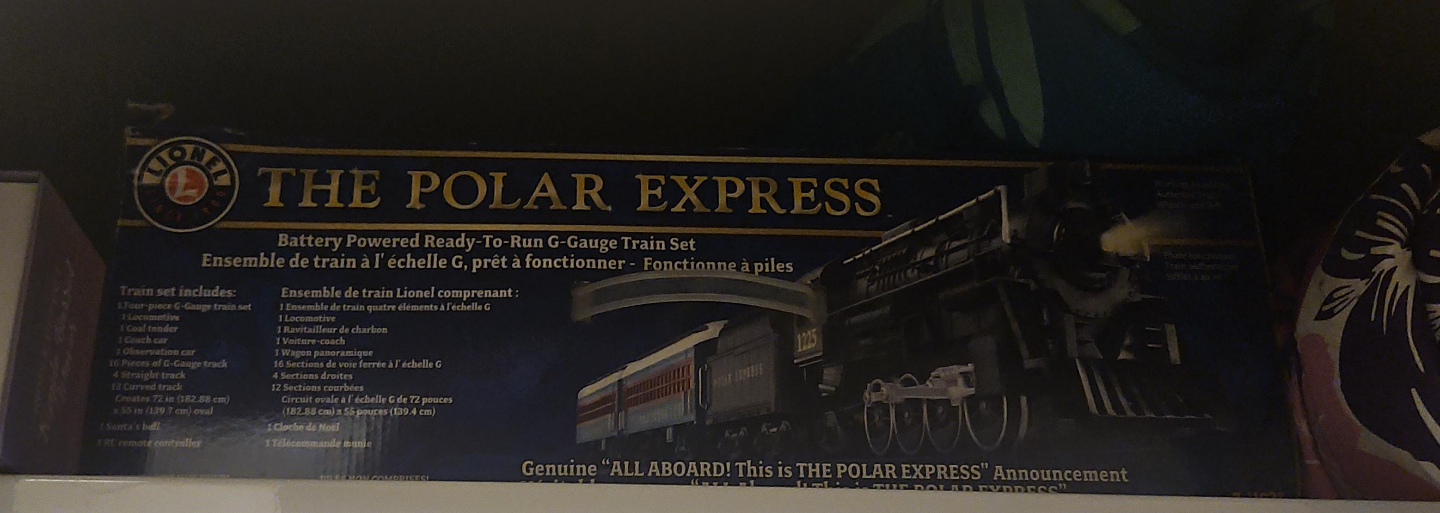 LIONEL
L
THE POLAR EXPRESS
Battery Powered Ready-To-Run G-Gauge Train Set
Ensemble de train à l'échelle G, prêt à fonctionner - Fonctionne à piles
Train set includes:
1 Four-piece G-Gauge train set
1 Locomotive
1 Coal tender
1 Coach car
1 Observation car
16 Pieces of G-Gauge track
4 Straight track
12 Curved track
Creates 72 in (182.88 cm)
x 55 in (139.7 cm) oval
1 Santa's bell
1 RC remote controller
Ensemble de train Lionel comprenant :
1 Ensemble de train quatre éléments à l'échelle G
1 Locomotive
1 Ravitailleur de charbon
1 Voiture-coach
1 Wagon panoramique
16 Sections de voie ferrée à l'échelle G
4 Sections droites
12 Sections courbées
Circuit ovale à l'échelle G de 72 pouces
(182.88 cm) x 55 pouces (139.4 cm)
1 Cloche de Noël
1 Télécommande munie
POLAR EXPRESS
1225
Genuine "ALL ABOARD! This is THE POLAR EXPRESS" Announcement
"ALL Aboard! This is THE POLAR EXPRESS"